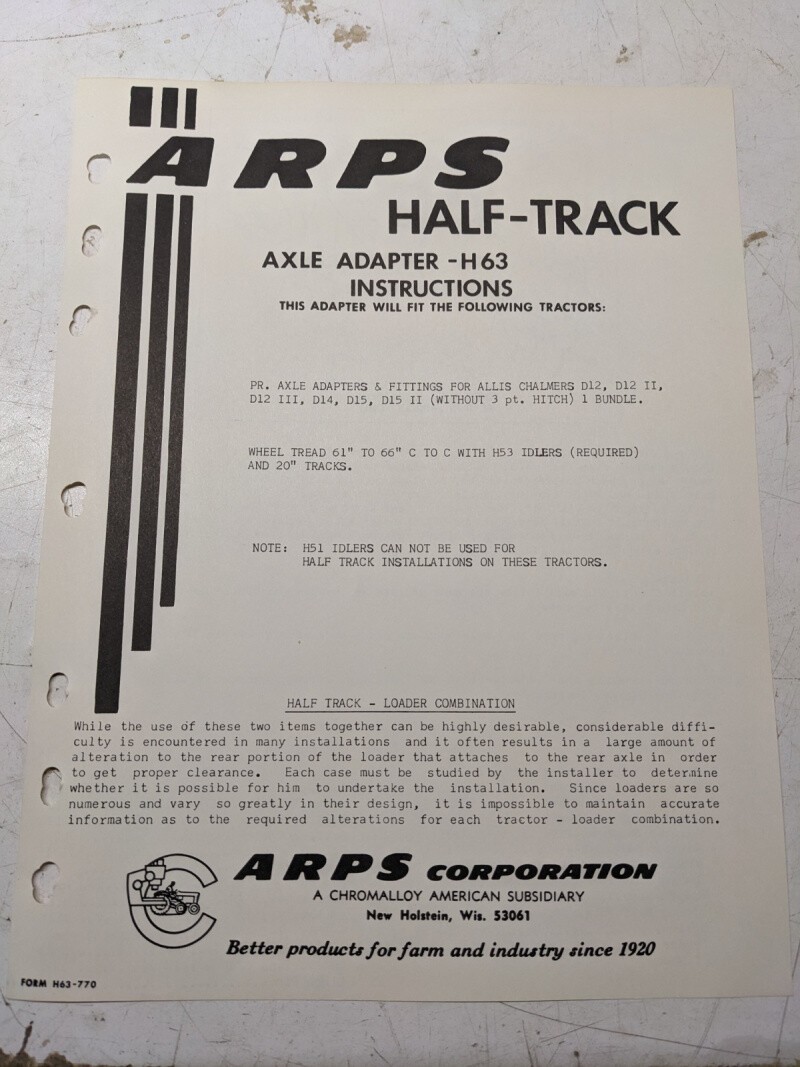 ARPS
HALF-TRACK
AXLE ADAPTER -H63
INSTRUCTIONS
THIS ADAPTER WILL FIT THE FOLLOWING TRACTORS:
PR. AXLE ADAPTERS & FITTINGS FOR ALLIS CHALMERS D12, D12 II,
D12 III, D14, D15, D15 II (WITHOUT 3 pt. HITCH) 1 BUNDLE.
WHEEL TREAD 61" TO 66" C TO C WITH H53 IDLERS (REQUIRED)
AND 20" TRACKS.
NOTE: H51 IDLERS CAN NOT BE USED FOR
HALF TRACK INSTALLATIONS ON THESE TRACTORS.
HALF TRACK - LOADER COMBINATION
While the use of these two items together can be highly desirable, considerable diffi-
culty is encountered in many installations and it often results in a large amount of
alteration to the rear portion of the loader that attaches to the rear axle in order
to get proper clearance. Each case must be studied by the installer to determine
whether it is possible for him to undertake the installation. Since loaders are so
numerous and vary so greatly in their design, it is impossible to maintain accurate
information as to the required alterations for each tractor - loader combination.
ARPS CORPORATION
A CHROMALLOY AMERICAN SUBSIDIARY
New Holstein, Wis. 53061
Better products for farm and industry since 1920
FORM H63-770